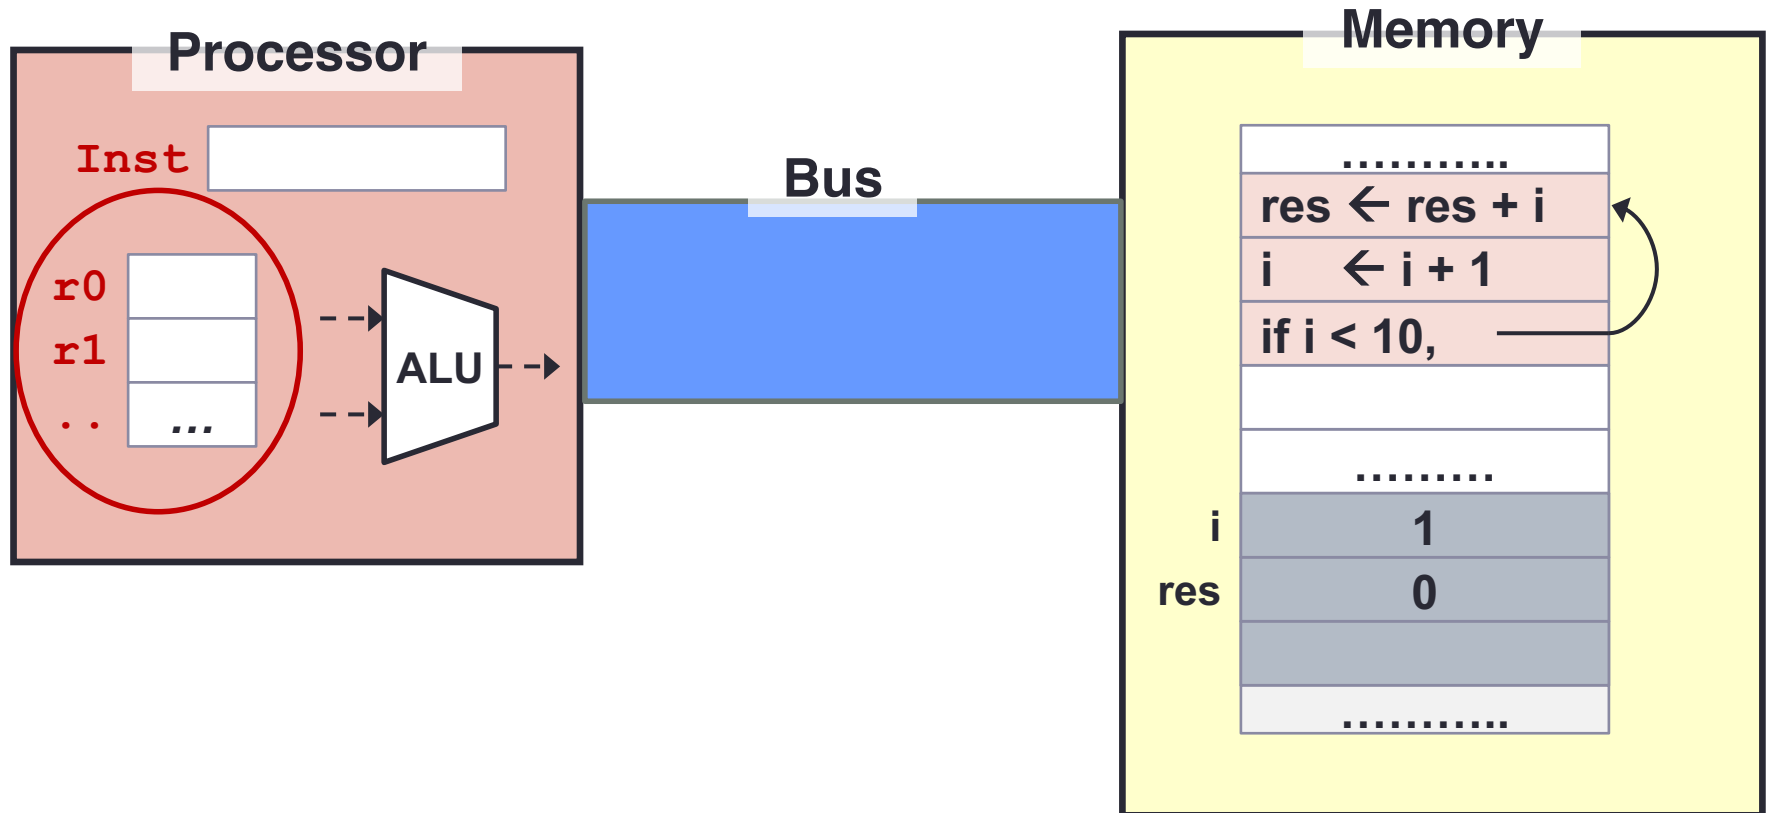 Processor
Inst
r0
r1
..
...
ALU
Bus
Memory
………..
res ← res + i
i ← i + 1
if i < 10,
………
i 1
res 0
………..